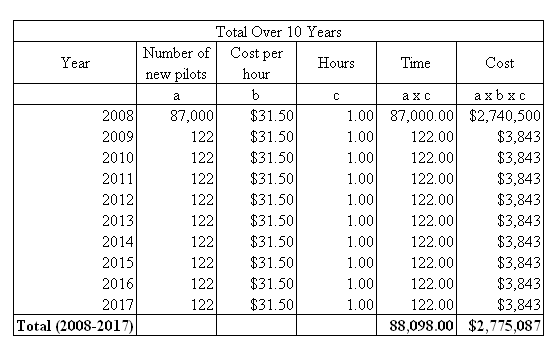 Total Over 10 Years
Year Number of new pilots Cost per hour Hours Time Cost
a b c a x c a x b x c
2008 87,000 $31.50 1.00 87,000.00 $2,740,500
2009 122 $31.50 1.00 122.00 $3,843
2010 122 $31.50 1.00 122.00 $3,843
2011 122 $31.50 1.00 122.00 $3,843
2012 122 $31.50 1.00 122.00 $3,843
2013 122 $31.50 1.00 122.00 $3,843
2014 122 $31.50 1.00 122.00 $3,843
2015 122 $31.50 1.00 122.00 $3,843
2016 122 $31.50 1.00 122.00 $3,843
2017 122 $31.50 1.00 122.00 $3,843
Total (2008-2017) 88,098.00 $2,775,087